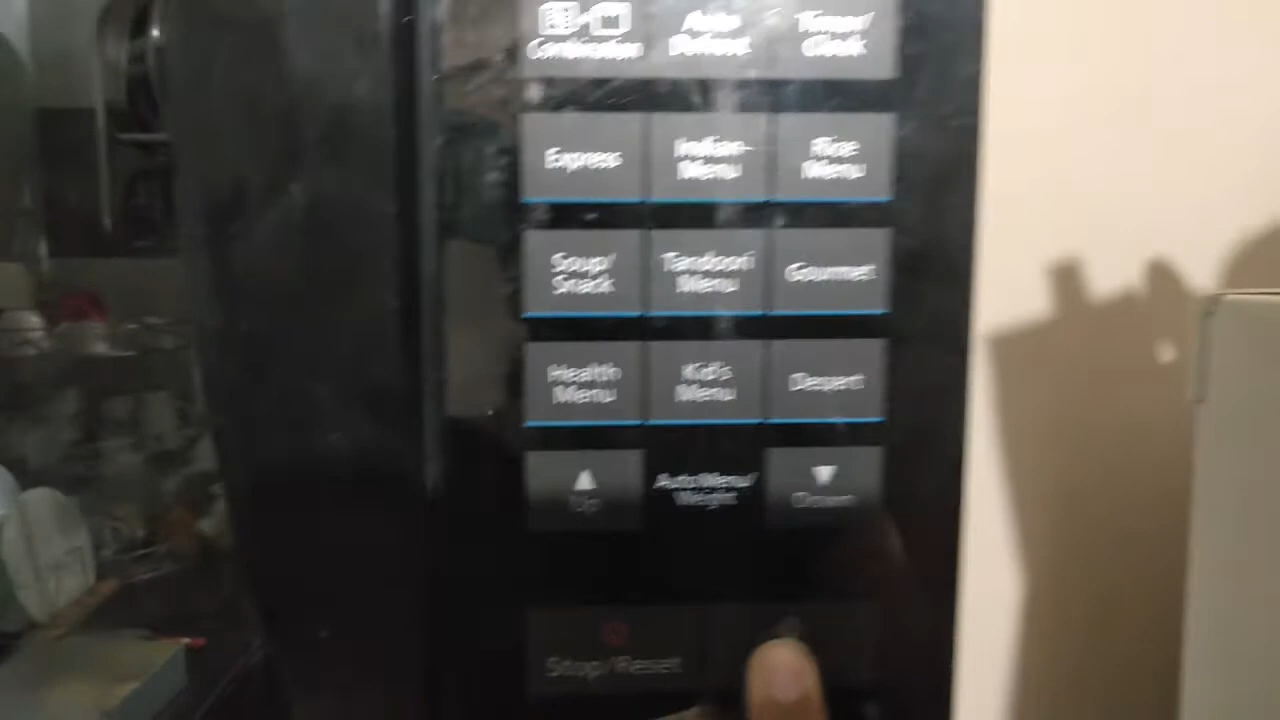 Combination
Auto
Defrost
Timer/
Clock
Express
Indian
Menu
Rice
Menu
Soup/
Snack
Tandoori
Menu
Gourmet
Health
Menu
Kid's
Menu
Dessert
Up
Auto Menu/
Weight
Down
Stop/Reset